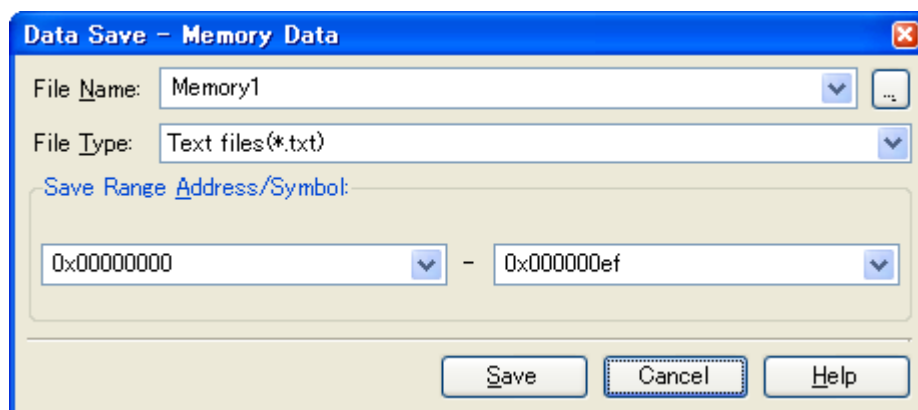 Data Save - Memory Data
File Name: Memory1 ...
File Type: Text files(*.txt)
Save Range Address/Symbol:
0x00000000 - 0x000000ef
Save Cancel Help